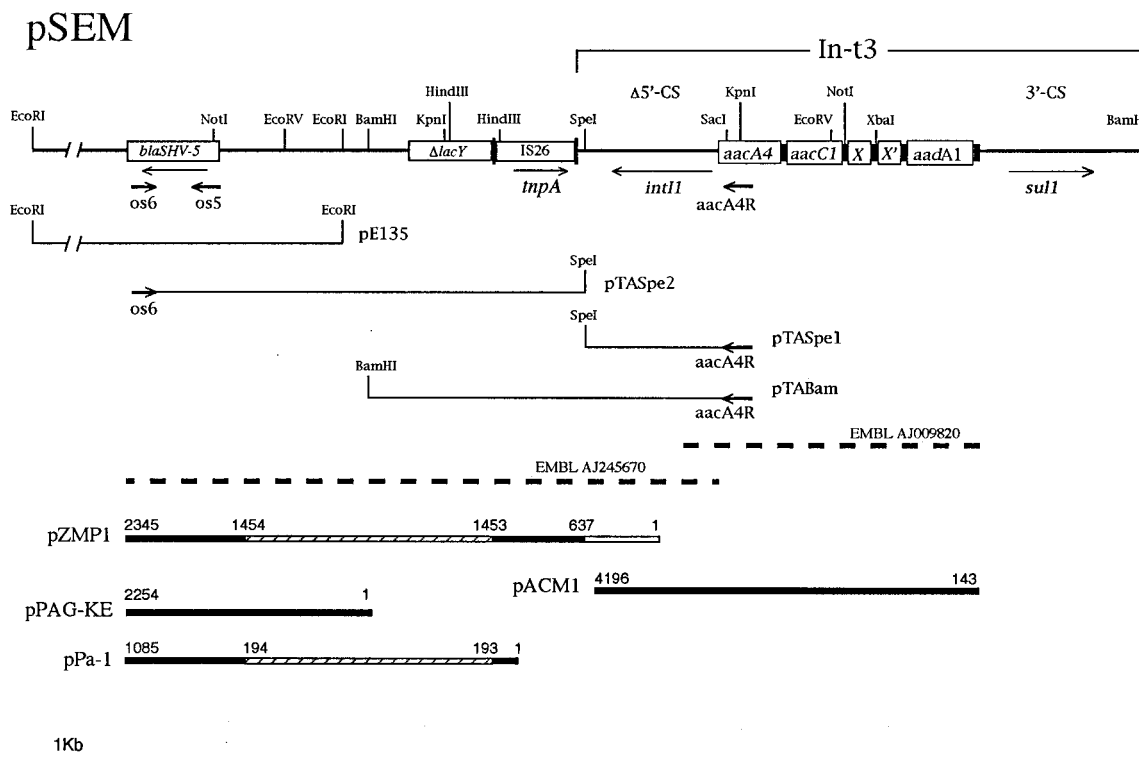 pSEM
In-t3
HindIII KpnI NotI
Δ5'-CS 3'-CS
EcoRI NotI EcoRV EcoRI BamHI KpnI HindIII SpeI SacI EcoRV XbaI BamH
blaSHV-5 ΔlacY IS26 aacA4 aacC1 X X' aadA1
tnpA intI1 sul1
os6 os5 aacA4R
EcoRI EcoRI
pE135
SpeI
pTASpe2
os6
SpeI
pTASpe1
aacA4R
BamHI
pTABam
aacA4R
EMBL AJ009820
EMBL AJ245670
2345 1454 1453 637 1
pZMP1
4196 143
pACM1
2254 1
pPAG-KE
1085 194 193 1
pPa-1
1Kb